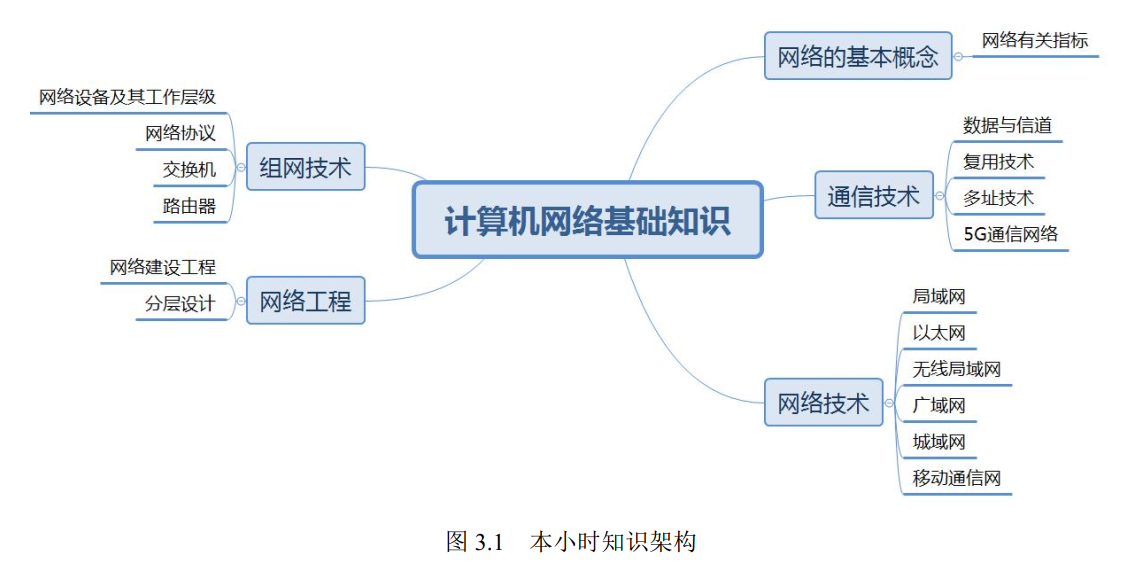 计算机网络基础知识
网络的基本概念
网络有关指标
通信技术
数据与信道
复用技术
多址技术
5G通信网络
网络技术
局域网
以太网
无线局域网
广域网
城域网
移动通信网
组网技术
网络设备及其工作层级
网络协议
交换机
路由器
网络工程
网络建设工程
分层设计
图 3.1 本小时知识架构